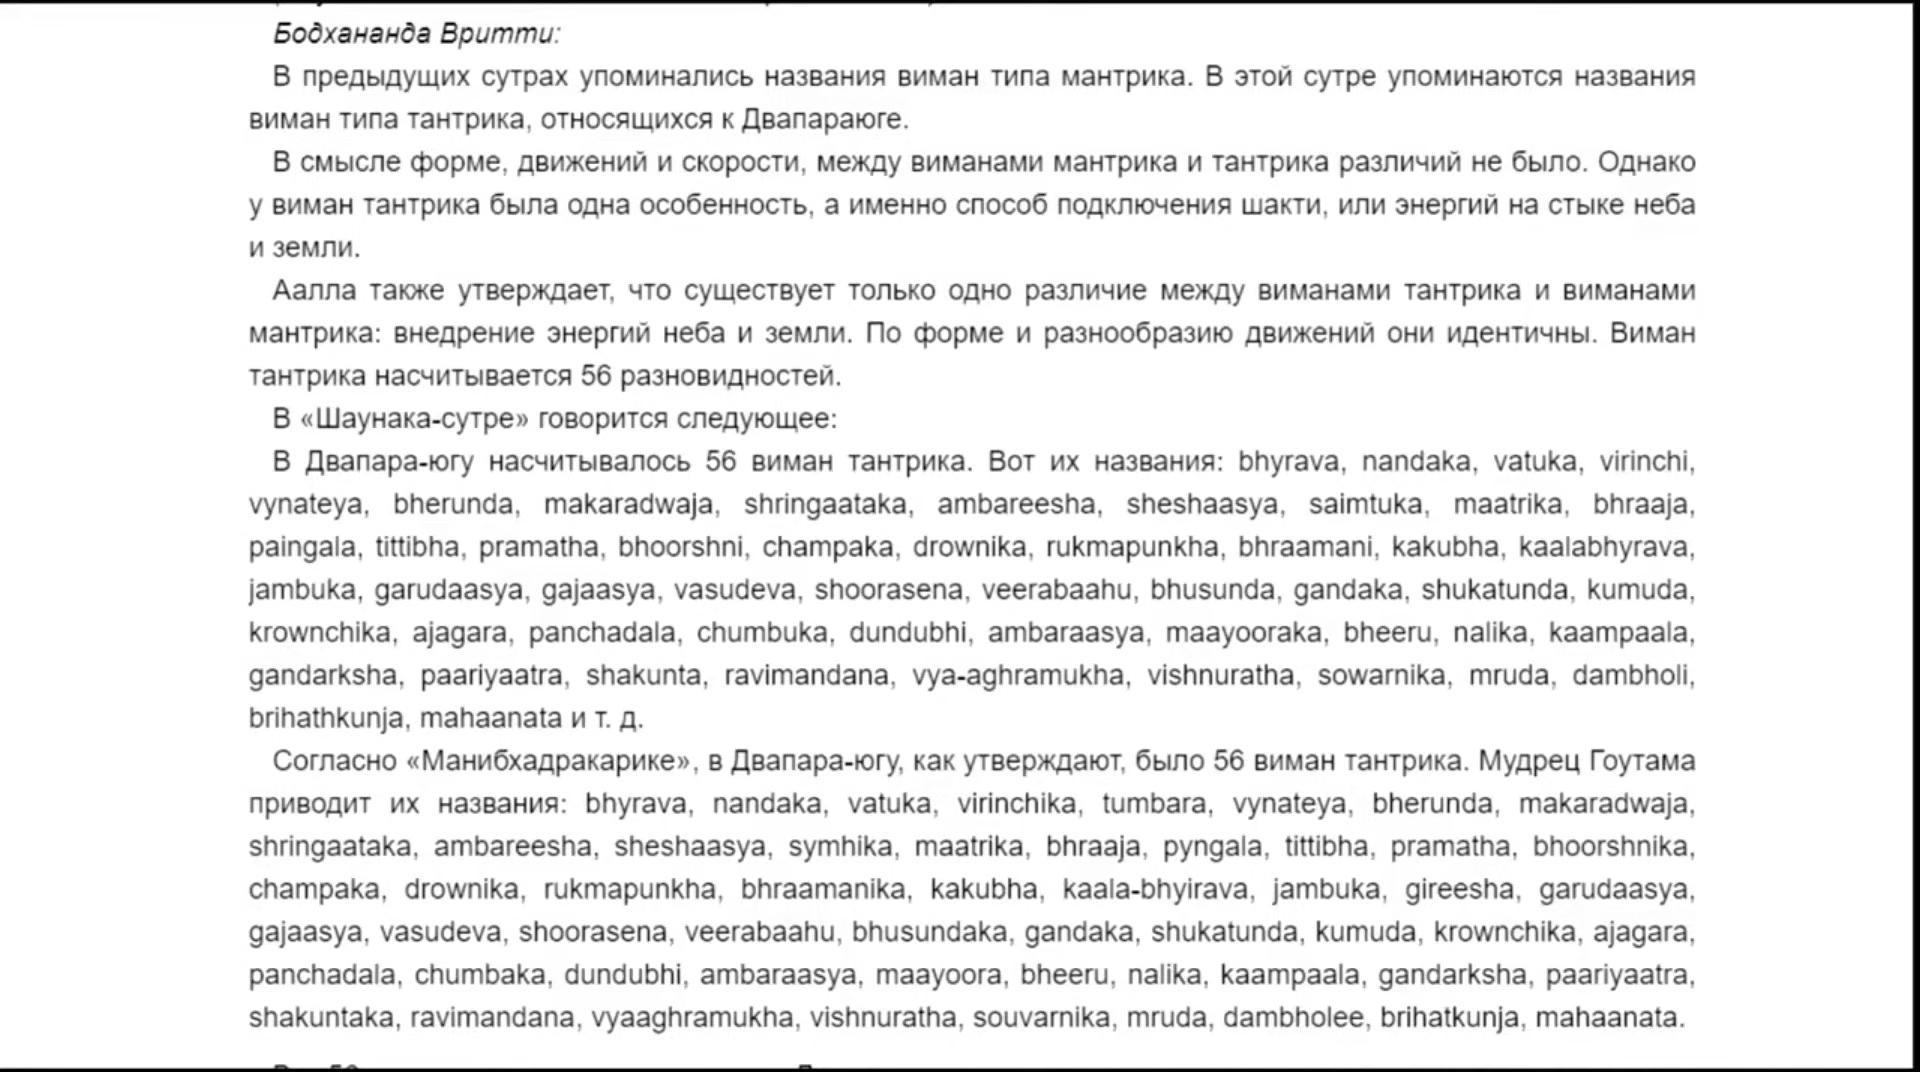 Бодхананда Вритти:
В предыдущих сутрах упоминались названия виман типа мантрика. В этой сутре упоминаются названия
виман типа тантрика, относящихся к Двапараюге.
В смысле форме, движений и скорости, между виманами мантрика и тантрика различий не было. Однако
у виман тантрика была одна особенность, а именно способ подключения шакти, или энергий на стыке неба
и земли.
Аалла также утверждает, что существует только одно различие между виманами тантрика и виманами
мантрика: внедрение энергий неба и земли. По форме и разнообразию движений они идентичны. Виман
тантрика насчитывается 56 разновидностей.
В «Шаунака-сутре» говорится следующее:
В Двапара-югу насчитывалось 56 виман тантрика. Вот их названия: bhyrava, nandaka, vatuka, virinchi,
vynateya, bherunda, makaradwaja, shringaataka, ambareesha, sheshaasya, saimtuka, maatrika, bhraaja,
paingala, tittibha, pramatha, bhoorshni, champaka, drownika, rukmapunkha, bhraamani, kakubha, kaalabhyrava,
jambuka, garudaasya, gajaasya, vasudeva, shoorasena, veerabaahu, bhusunda, gandaka, shukatunda, kumuda,
krownchika, ajagara, panchadala, chumbuka, dundubhi, ambaraasya, maayooraka, bheeru, nalika, kaampaala,
gandarksha, paariyaatra, shakunta, ravimandana, vya-aghramukha, vishnuratha, sowarnika, mruda, dambholi,
brihathkunja, mahaanata и т. д.
Согласно «Манибхадракарике», в Двапара-югу, как утверждают, было 56 виман тантрика. Мудрец Гоутама
приводит их названия: bhyrava, nandaka, vatuka, virinchika, tumbara, vynateya, bherunda, makaradwaja,
shringaataka, ambareesha, sheshaasya, symhika, maatrika, bhraaja, pyngala, tittibha, pramatha, bhoorshnika,
champaka, drownika, rukmapunkha, bhraamanika, kakubha, kaala-bhyirava, jambuka, gireesha, garudaasya,
gajaasya, vasudeva, shoorasena, veerabaahu, bhusundaka, gandaka, shukatunda, kumuda, krownchika, ajagara,
panchadala, chumbaka, dundubhi, ambaraasya, maayoora, bheeru, nalika, kaampaala, gandarksha, paariyaatra,
shakuntaka, ravimandana, vyaaghramukha, vishnuratha, souvarnika, mruda, dambholee, brihatkunja, mahaanata.